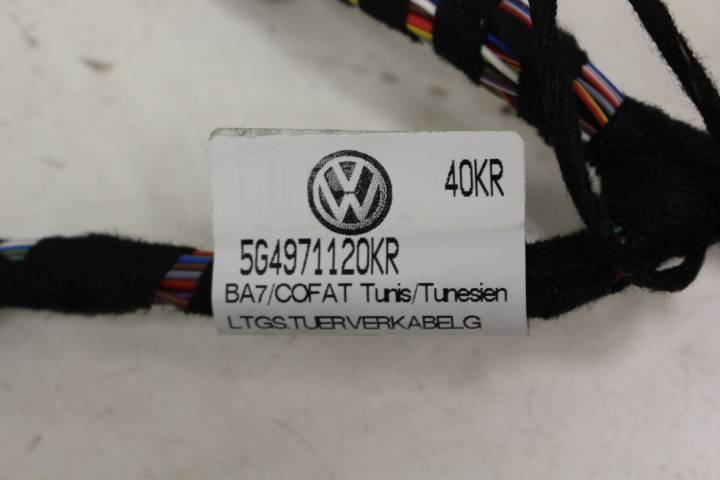 40KR
5G4971120KR
BA7/COFAT Tunis/Tunesien
LTGS.TUERVERKABELG